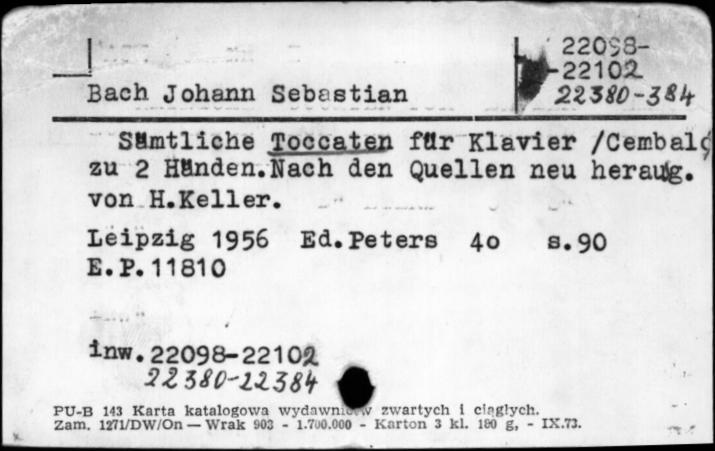 22098-
-22102
22380-384
Bach Johann Sebastian
Sämtliche Toccaten für Klavier /Cembalo/
zu 2 Händen.Nach den Quellen neu herausg.
von H.Keller.
Leipzig 1956 Ed.Peters 4o s.90
E.P.11810
inw.22098-22102
22380-22384
PU-B 143 Karta katalogowa wydawnictw zwartych i ciągłych.
Zam. 1271/DW/On — Wrak 903 - 1.700.000 - Karton 3 kl. 180 g, - IX.73.